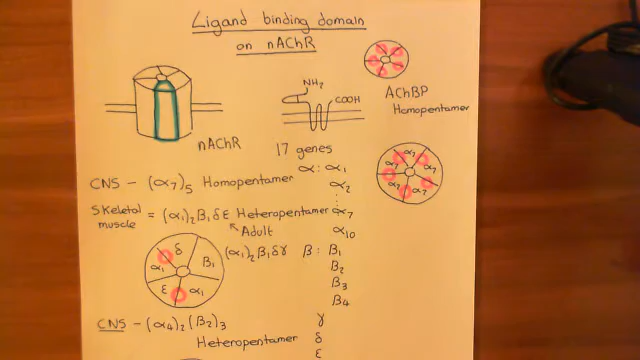 Ligand binding domain
on nAChR
NH₂
COOH
AChBP
Homopentamer
nAChR
17 genes
CNS - (α7)5 Homopentamer
α : α1
α2
⋮
α7
α10
Skeletal muscle = (α1)2 β1 δ ε Heteropentamer
Adult
(α1)2 β1 δ γ
β : β1
β2
β3
β4
γ
δ
ε
α7 α7 α7 α7 α7
δ
β1
α1
ε
α1
CNS - (α4)2 (β2)3
Heteropentamer